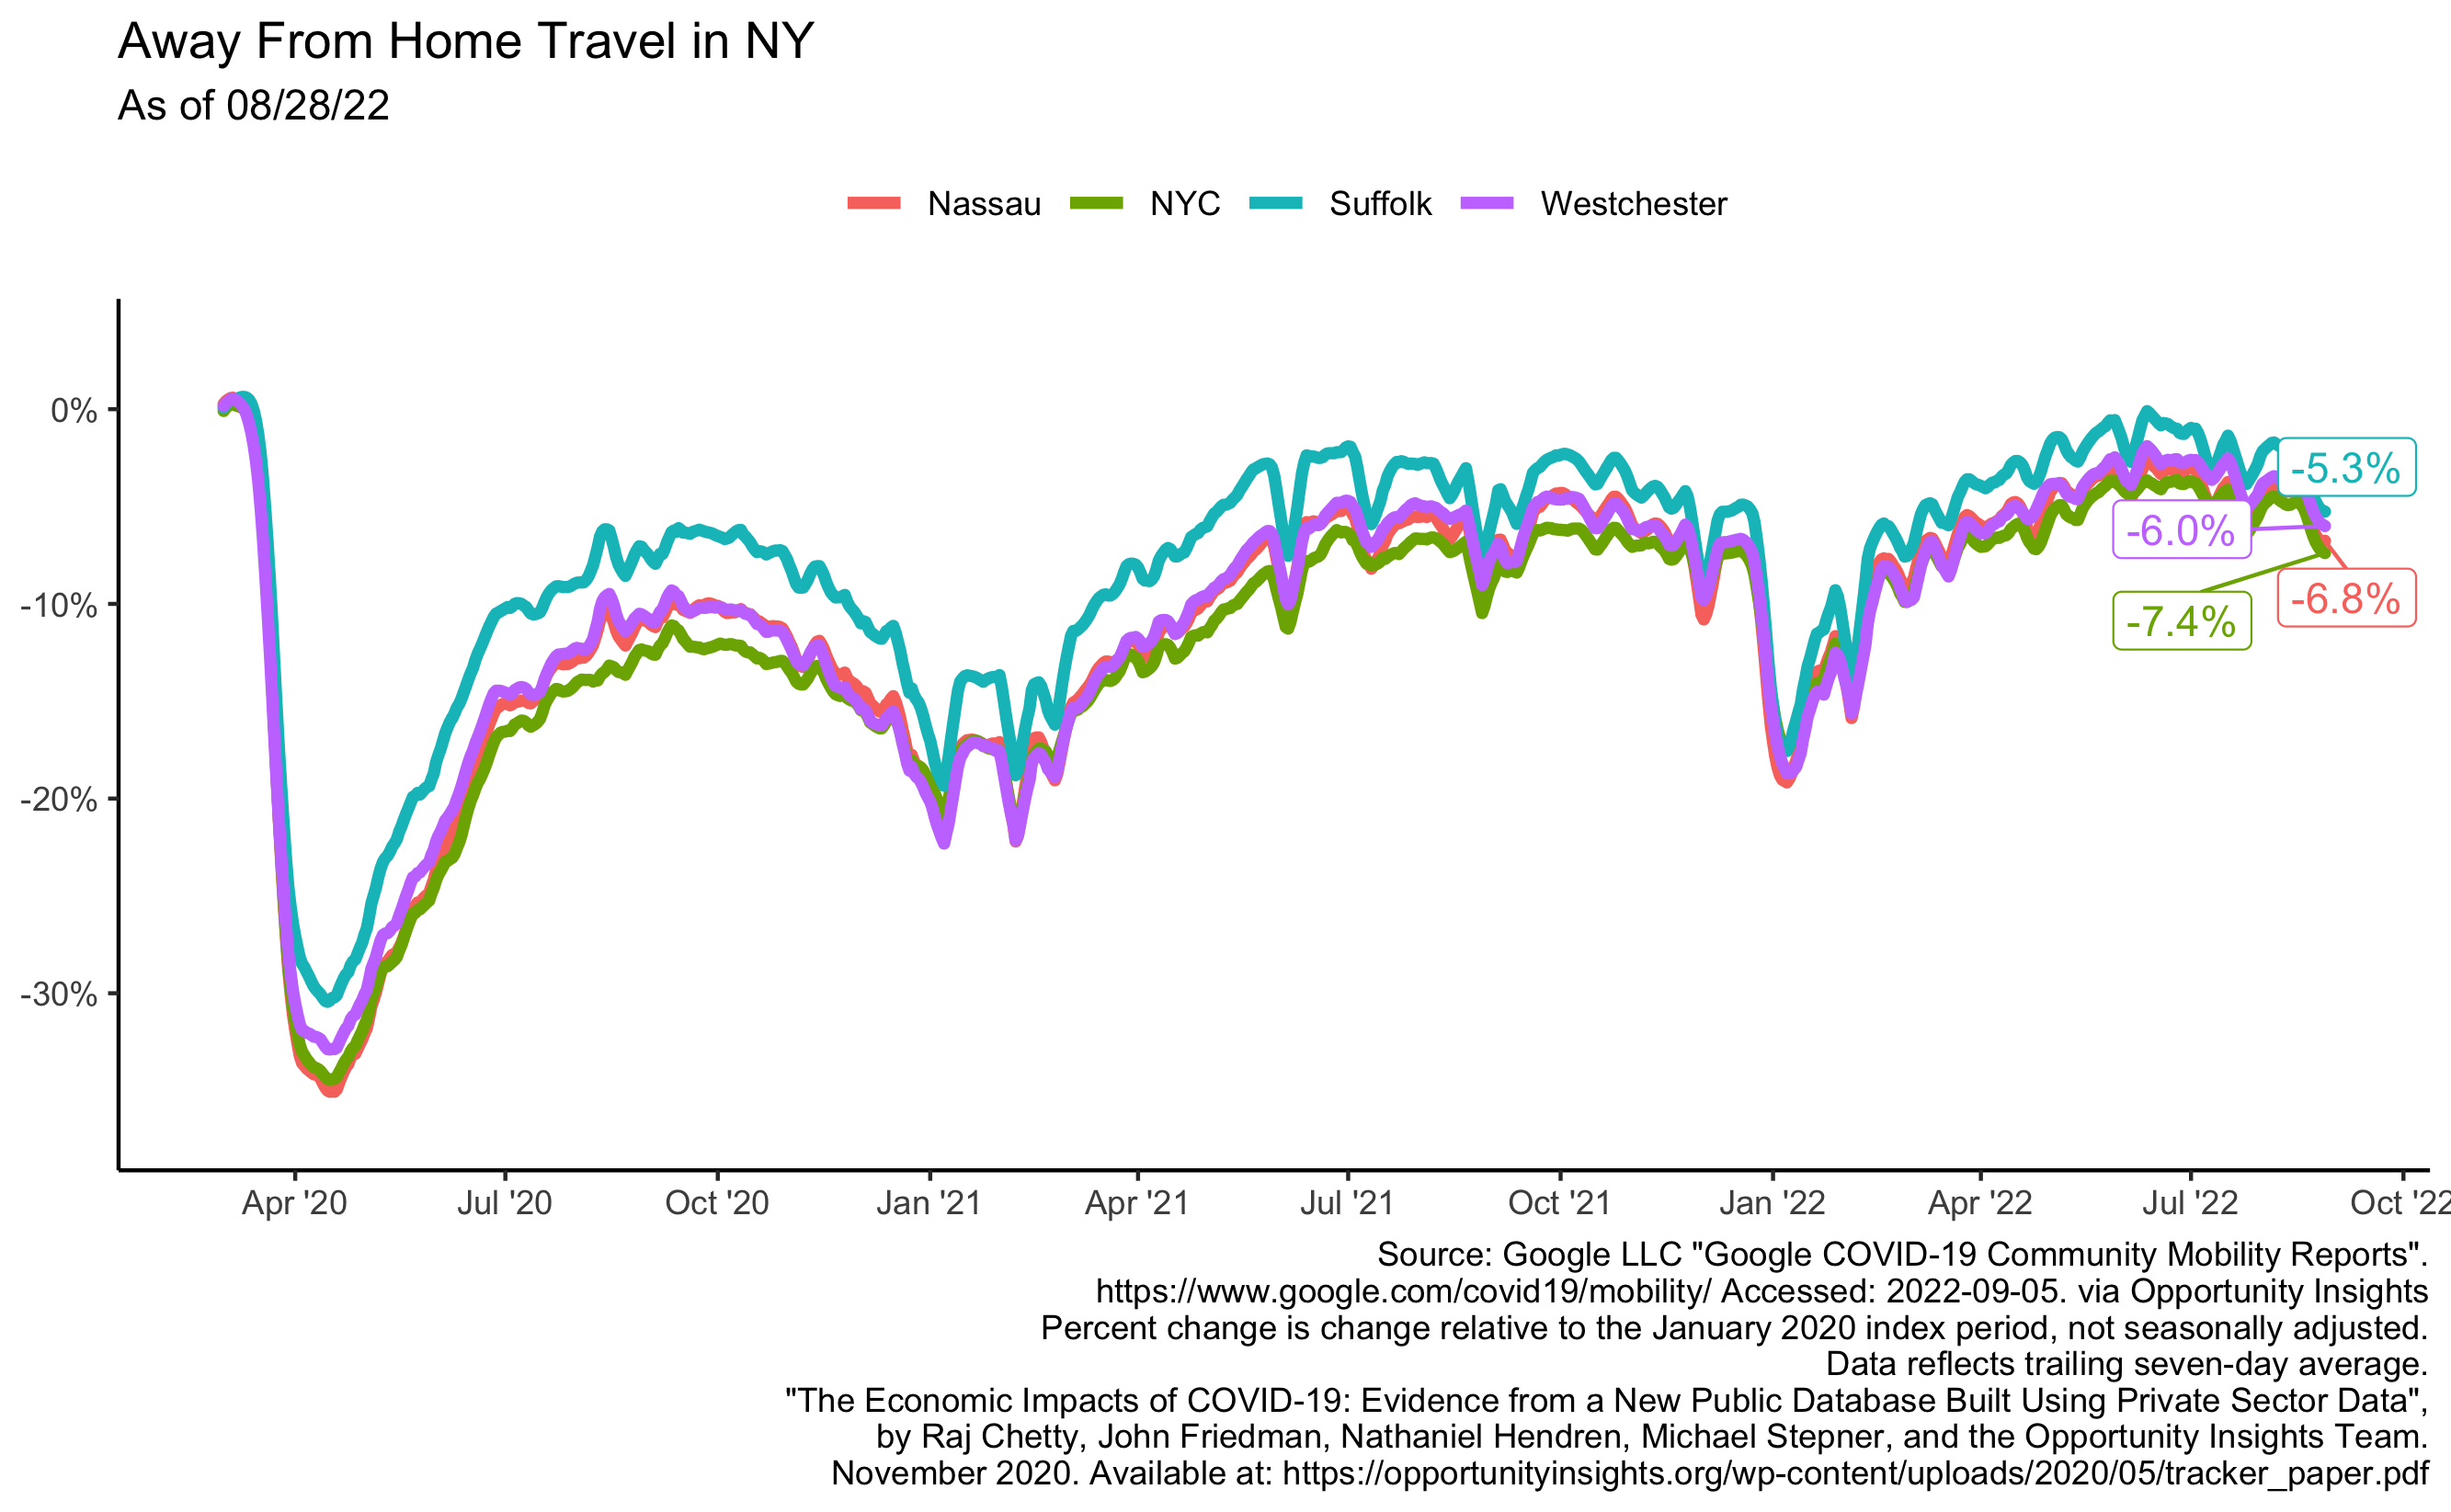 Away From Home Travel in NY
As of 08/28/22
Nassau NYC Suffolk Westchester
0%
-10%
-20%
-30%
-5.3%
-6.0%
-6.8%
-7.4%
Apr '20 Jul '20 Oct '20 Jan '21 Apr '21 Jul '21 Oct '21 Jan '22 Apr '22 Jul '22 Oct '22
Source: Google LLC "Google COVID-19 Community Mobility Reports".
https://www.google.com/covid19/mobility/ Accessed: 2022-09-05. via Opportunity Insights
Percent change is change relative to the January 2020 index period, not seasonally adjusted.
Data reflects trailing seven-day average.
"The Economic Impacts of COVID-19: Evidence from a New Public Database Built Using Private Sector Data",
by Raj Chetty, John Friedman, Nathaniel Hendren, Michael Stepner, and the Opportunity Insights Team.
November 2020. Available at: https://opportunityinsights.org/wp-content/uploads/2020/05/tracker_paper.pdf